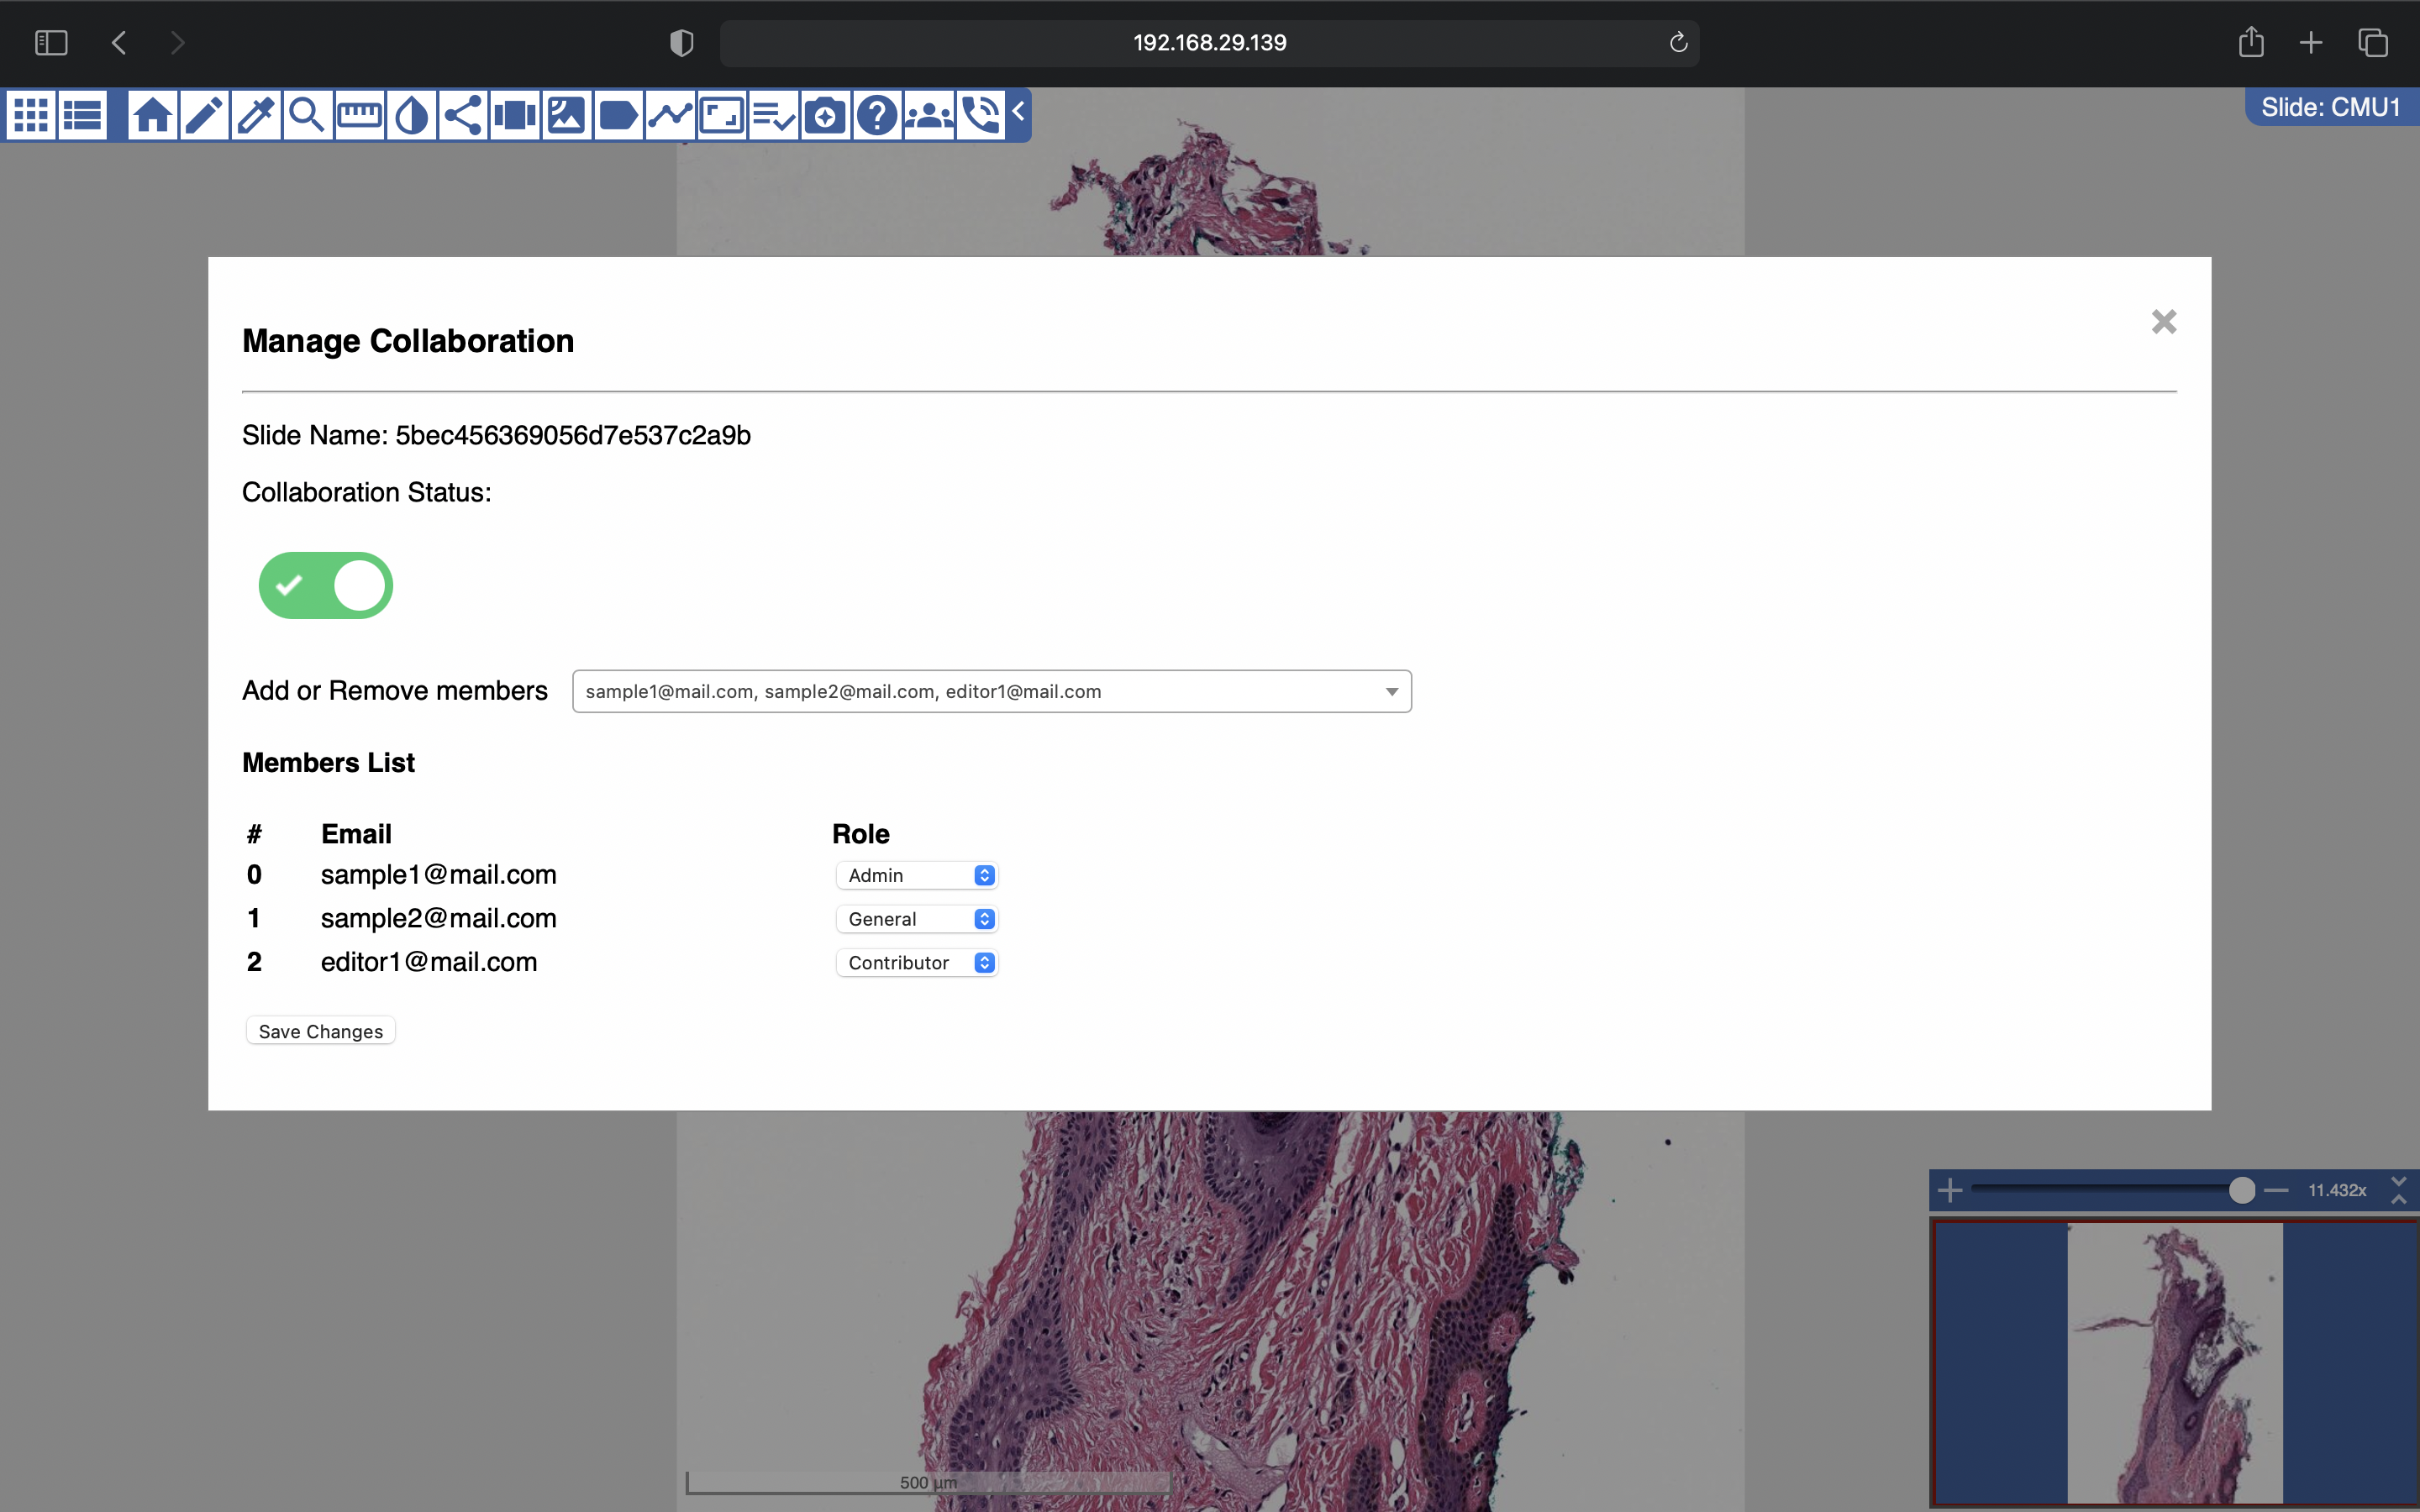 192.168.29.139
Slide: CMU1
Manage Collaboration
Slide Name: 5bec456369056d7e537c2a9b
Collaboration Status:
Add or Remove members sample1@mail.com, sample2@mail.com, editor1@mail.com
Members List
# Email Role
0 sample1@mail.com Admin
1 sample2@mail.com General
2 editor1@mail.com Contributor
Save Changes
11.432x
500 µm